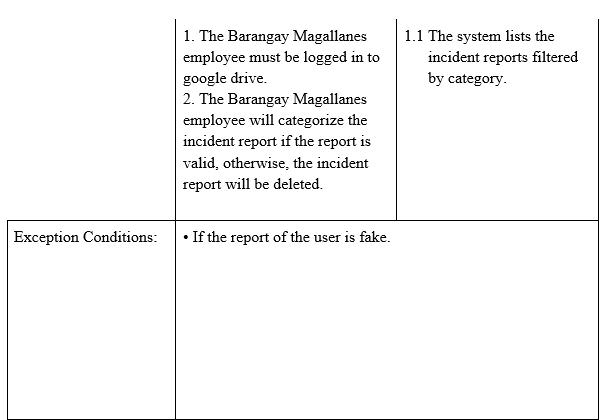 1. The Barangay Magallanes
employee must be logged in to
google drive.
2. The Barangay Magallanes
employee will categorize the
incident report if the report is
valid, otherwise, the incident
report will be deleted.
1.1 The system lists the
incident reports filtered
by category.
Exception Conditions:
• If the report of the user is fake.